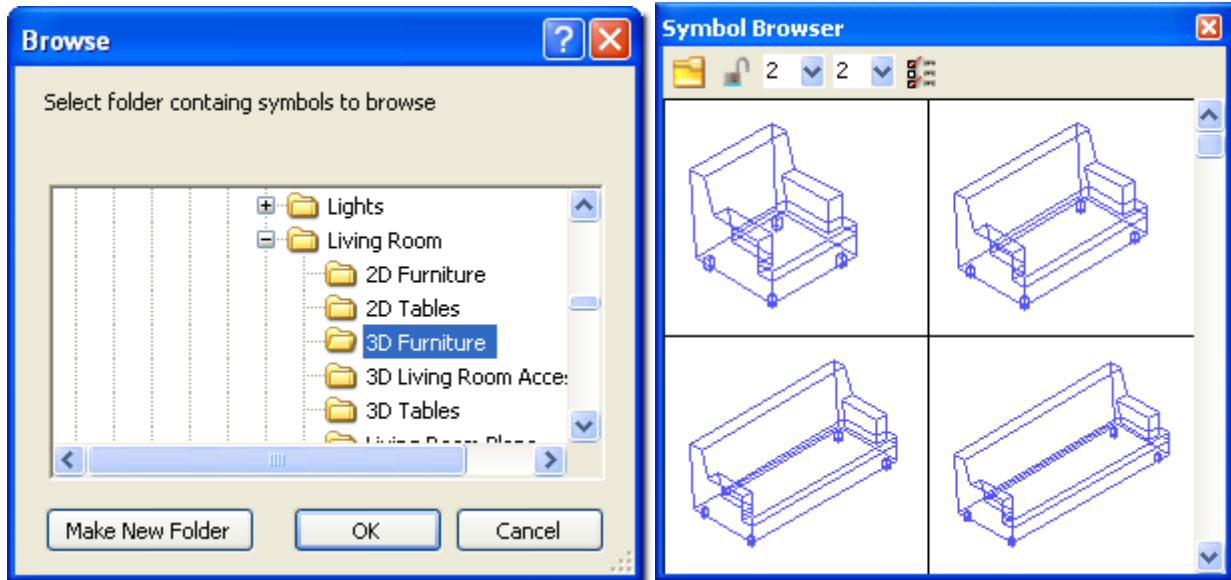 Browse
Select folder containg symbols to browse
Lights
Living Room
2D Furniture
2D Tables
3D Furniture
3D Living Room Acce
3D Tables
Make New Folder
OK
Cancel
Symbol Browser
2
2